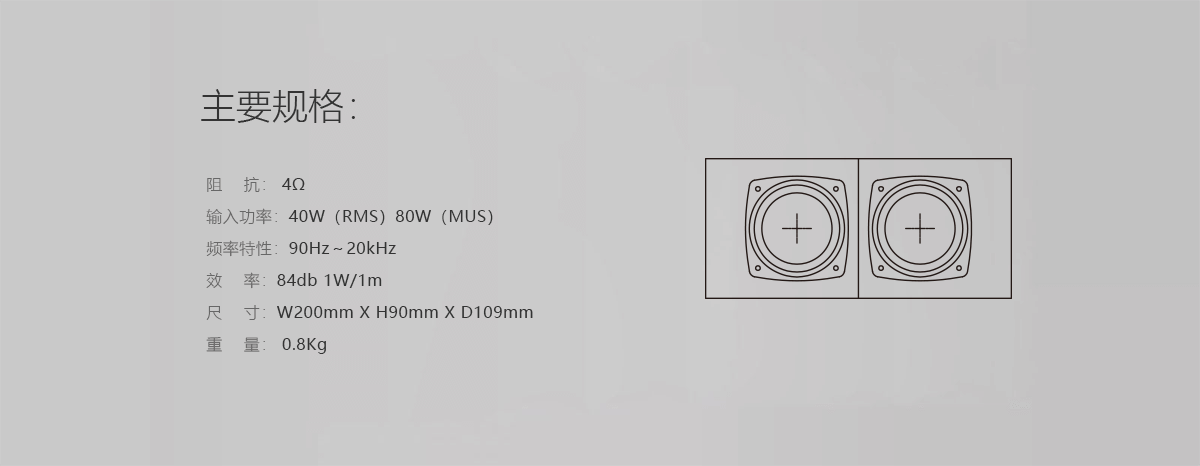 主要规格：
阻 抗： 4Ω
输入功率：40W（RMS）80W（MUS）
频率特性：90Hz～20kHz
效 率：84db 1W/1m
尺 寸：W200mm X H90mm X D109mm
重 量： 0.8Kg